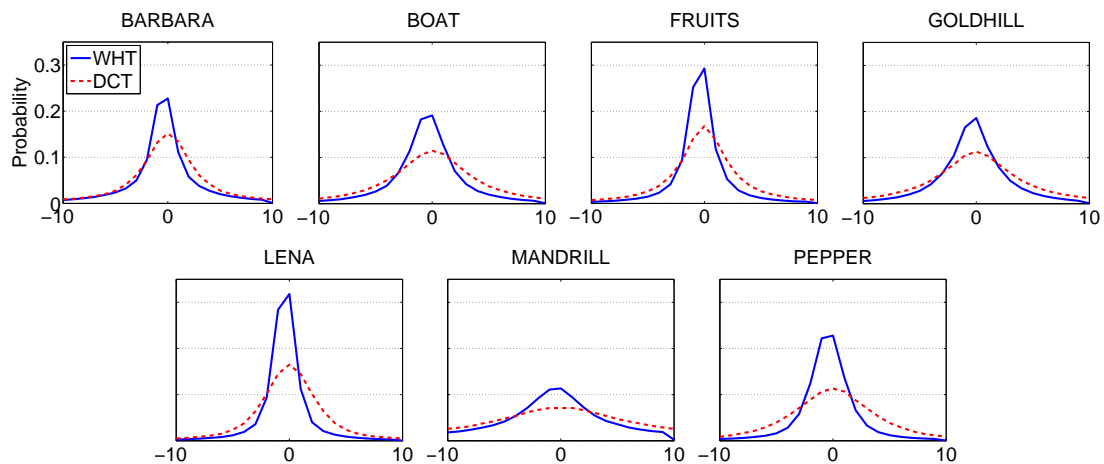 BARBARA BOAT FRUITS GOLDHILL
WHT
DCT
Probability
0.3
0.2
0.1
0
−10 0 10 −10 0 10 −10 0 10 −10 0 10
LENA MANDRILL PEPPER
−10 0 10 −10 0 10 −10 0 10